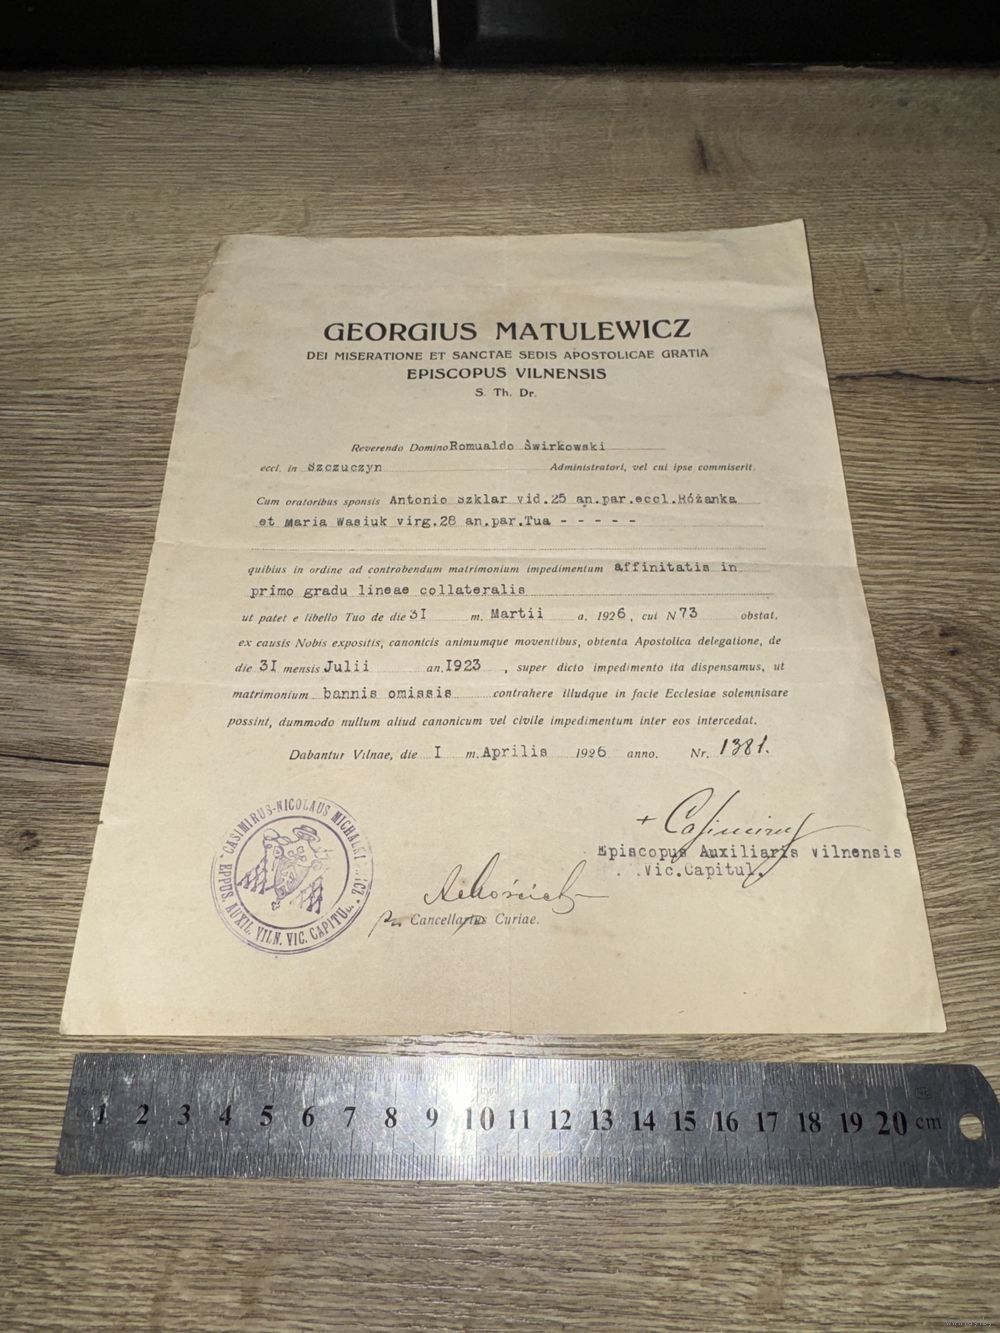 GEORGIUS MATULEWICZ
DEI MISERATIONE ET SANCTAE SEDIS APOSTOLICAE GRATIA
EPISCOPUS VILNENSIS
S. Th. Dr.
Reverendo Domino Romualdo Świrkowski
eccl. in Szczuczyn Administratori, vel cui ipse commiserit.
Cum oratoribus sponsis Antonio Szklar vid.25 an.par.eccl.Różanka
et Maria Wasiuk virg.28 an.par.Tua - - - - -
quibius in ordine ad contrabendum matrimonium impedimentum affinitatis in
primo gradu lineae collateralis
ut patet e libello Tuo de die 3I m. Martii a. 1926, cui N 73 obstat,
ex causis Nobis expositis, canonicis animumque moventibus, obtenta Apostolica delegatione, de
die 3I mensis Julii an. I923 , super dicto impedimento ita dispensamus, ut
matrimonium bannis omissis contrahere illudque in facie Ecclesiae solemnisare
possint, dummodo nullum aliud canonicum vel civile impedimentum inter eos intercedat.
Dabantur Vilnae, die I m. Aprilis 1926 anno. Nr. 1381.
+ Casimirus
Episcopus Auxiliaris Vilnensis
Vic.Capitul.
Cancellarius Curiae.
CASIMIRUS-NICOLAUS MICHALKIEWICZ
EPPUS. AUXIL. VILN. VIC. CAPITUL.
1 2 3 4 5 6 7 8 9 10 11 12 13 14 15 16 17 18 19 20 cm